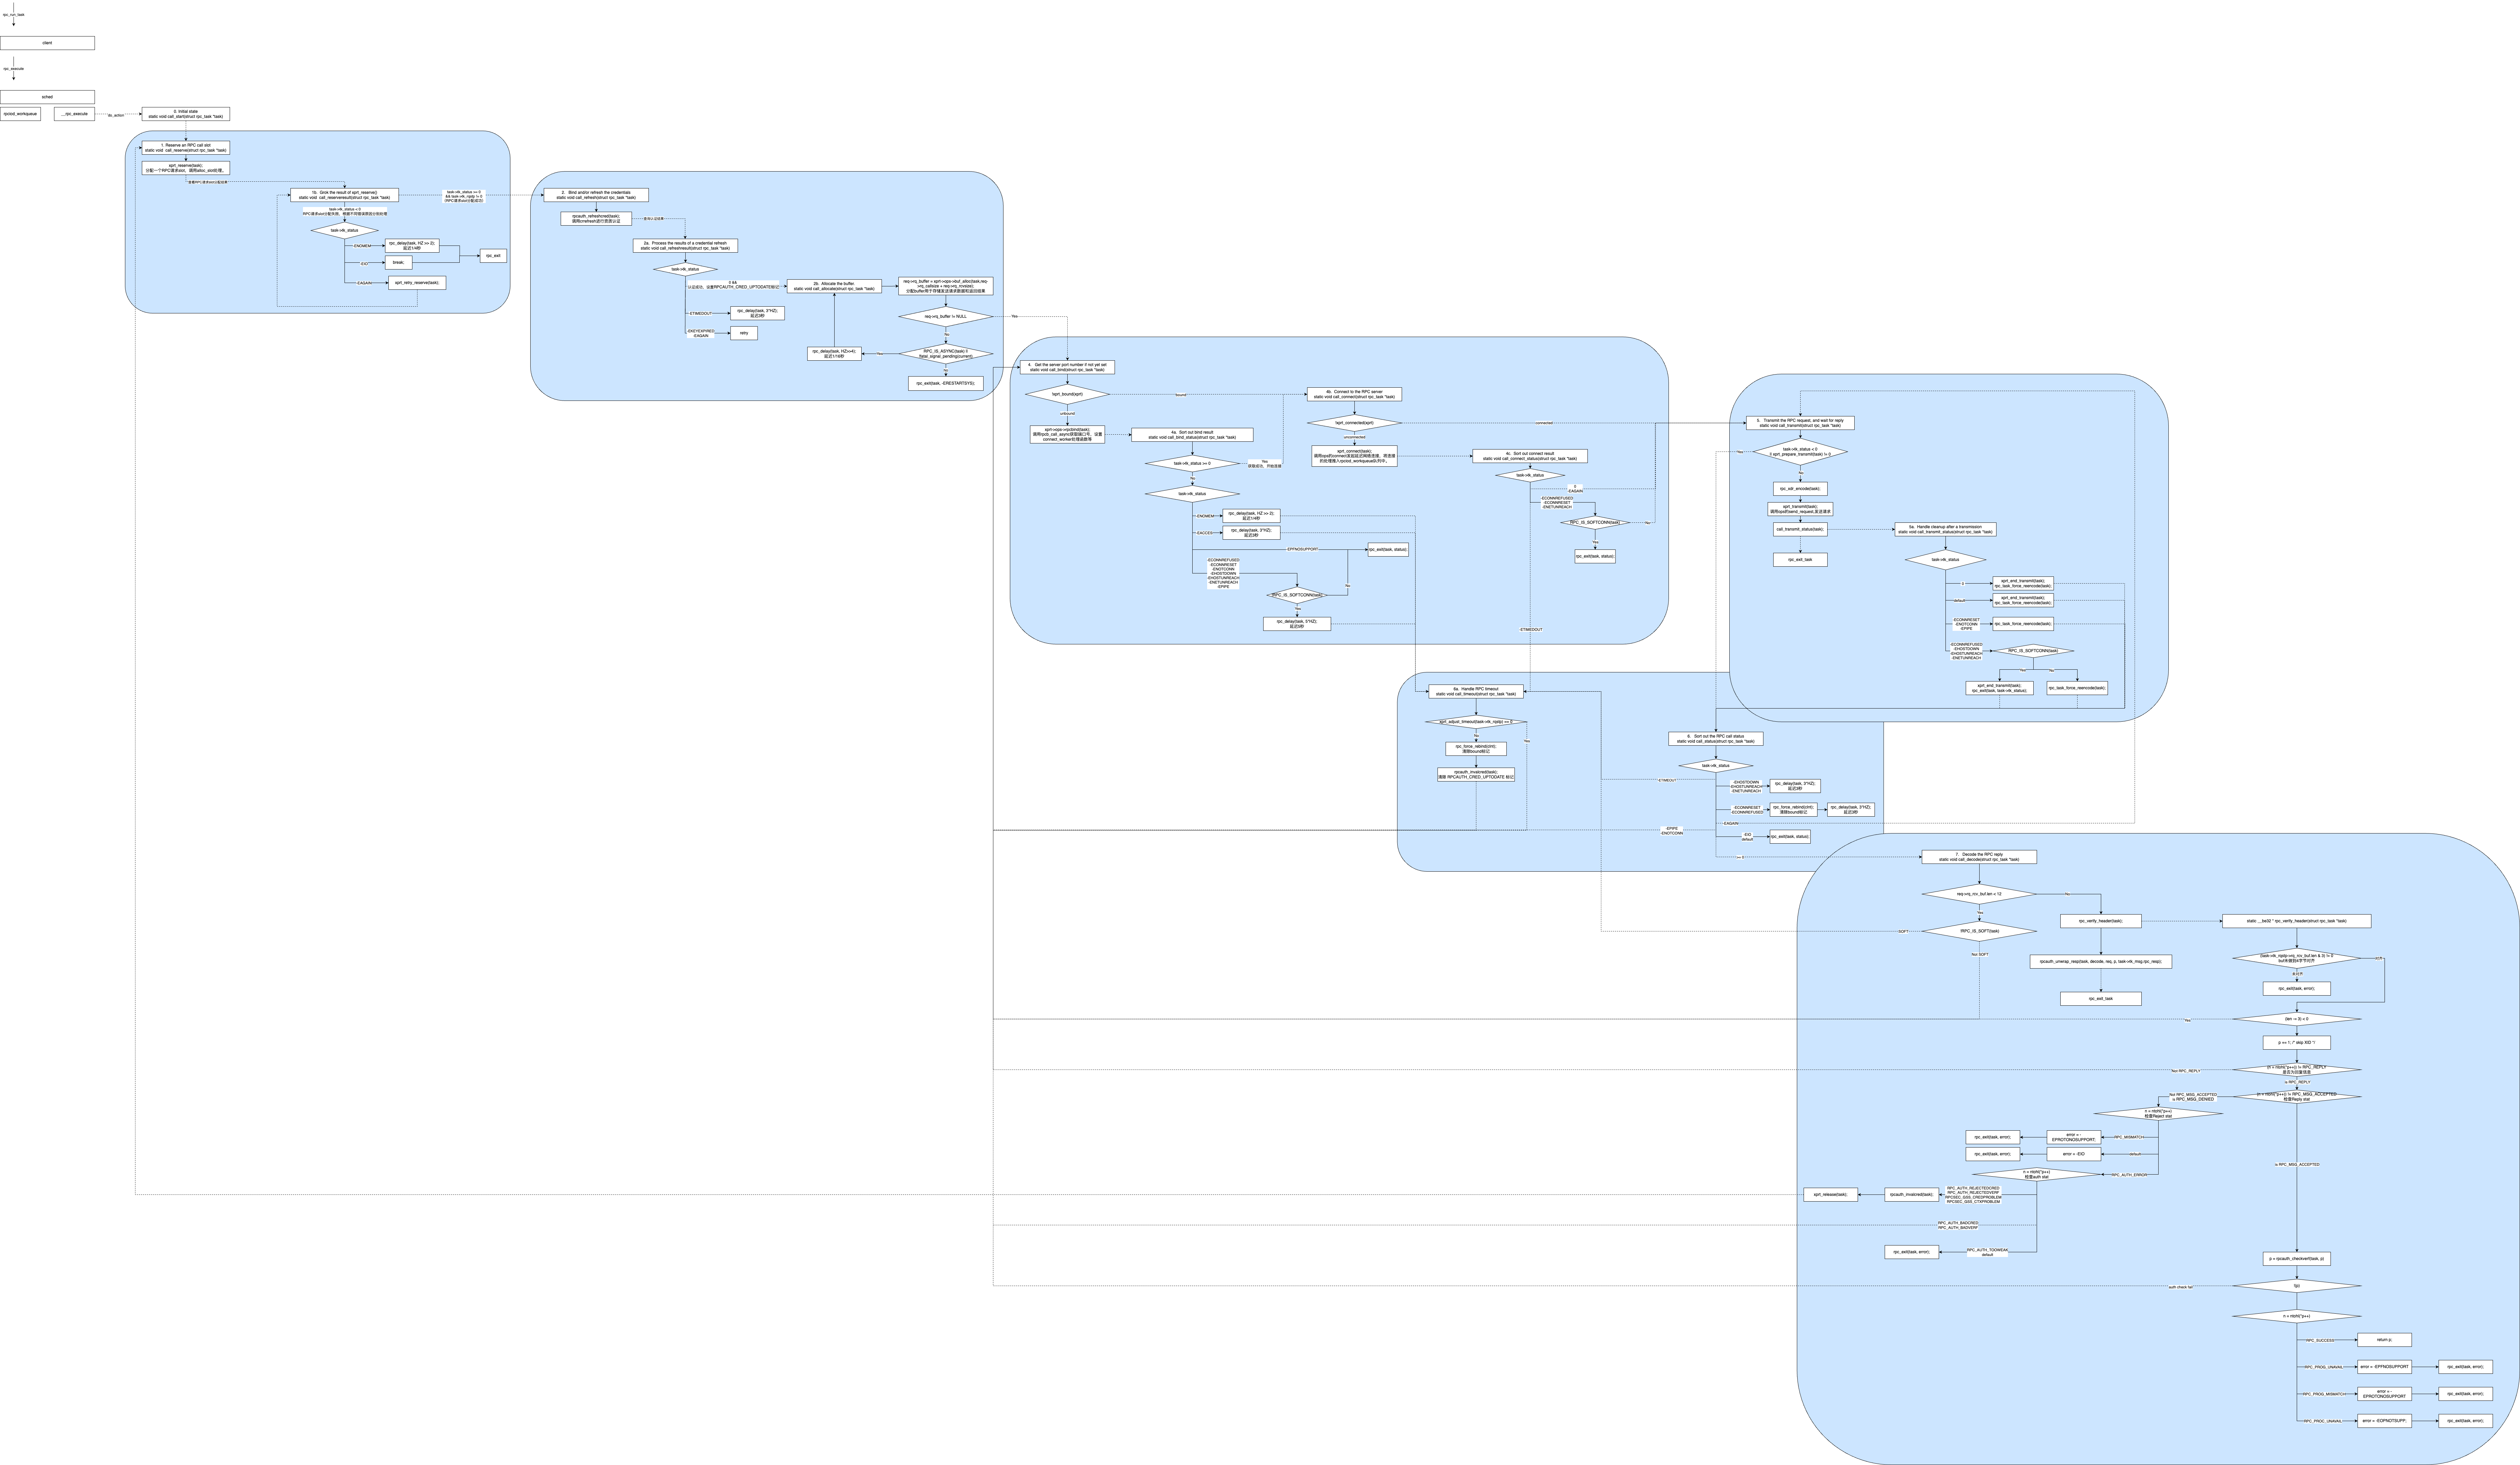 rpc_run_task
client
rpc_execute
sched
rpciod_workqueue
__rpc_execute
do_action
0. Initial state
static void call_start(struct rpc_task *task)
1. Reserve an RPC call slot
static void call_reserve(struct rpc_task *task)
xprt_reserve(task);
分配一个RPC请求slot，调用alloc_slot处理。
查看RPC请求slot分配结果
1b. Grok the result of xprt_reserve()
static void call_reserveresult(struct rpc_task *task)
task->tk_status < 0
RPC请求slot分配失败，根据不同错误原因分别处理
task->tk_status
-ENOMEM
rpc_delay(task, HZ >> 2);
延迟1/4秒
-EIO
break;
rpc_exit
-EAGAIN
xprt_retry_reserve(task);
task->tk_status >= 0
&& task->tk_rqstp != 0
(RPC请求slot分配成功)
2. Bind and/or refresh the credentials
static void call_refresh(struct rpc_task *task)
rpcauth_refreshcred(task);
调用crrefresh进行登陆认证
查询认证结果
2a. Process the results of a credential refresh
static void call_refreshresult(struct rpc_task *task)
task->tk_status
0 &&
认证成功，设置RPCAUTH_CRED_UPTODATE标记
-ETIMEDOUT
rpc_delay(task, 3*HZ);
延迟3秒
-EKEYEXPIRED
-EAGAIN
retry
2b. Allocate the buffer
static void call_allocate(struct rpc_task *task)
req->rq_buffer = xprt->ops->buf_alloc(task,req-
>rq_callsize + req->rq_rcvsize);
分配buffer用于存储发送请求数据和返回结果
req->rq_buffer != NULL
Yes
No
RPC_IS_ASYNC(task) ||
!fatal_signal_pending(current)
Yes
rpc_delay(task, HZ>>4);
延迟1/16秒
No
rpc_exit(task, -ERESTARTSYS);
4. Get the server port number if not yet set
static void call_bind(struct rpc_task *task)
!xprt_bound(xprt)
bound
unbound
xprt->ops->rpcbind(task);
调用rpcb_call_async获取端口号，设置
connect_worker处理函数等
4a. Sort out bind result
static void call_bind_status(struct rpc_task *task)
task->tk_status >= 0
Yes
获取成功，开始连接
No
task->tk_status
-ENOMEM
rpc_delay(task, HZ >> 2);
延迟1/4秒
-EACCES
rpc_delay(task, 3*HZ);
延迟3秒
-EPFNOSUPPORT
rpc_exit(task, status);
-ECONNREFUSED
-ECONNRESET
-ENOTCONN
-EHOSTDOWN
-EHOSTUNREACH
-ENETUNREACH
-EPIPE
!RPC_IS_SOFTCONN(task)
No
Yes
rpc_delay(task, 5*HZ);
延迟5秒
4b. Connect to the RPC server
static void call_connect(struct rpc_task *task)
!xprt_connected(xprt)
connected
unconnected
xprt_connect(task);
调用ops的connect发起延迟网络连接，将连接
的处理推入rpciod_workqueue队列中。
4c. Sort out connect result
static void call_connect_status(struct rpc_task *task)
task->tk_status
0
-EAGAIN
-ECONNREFUSED
-ECONNRESET
-ENETUNREACH
RPC_IS_SOFTCONN(task)
No
Yes
rpc_exit(task, status);
-ETIMEDOUT
5. Transmit the RPC request, and wait for reply
static void call_transmit(struct rpc_task *task)
task->tk_status < 0
|| xprt_prepare_transmit(task) != 0
Yes
No
rpc_xdr_encode(task);
xprt_transmit(task);
调用ops的send_request,发送请求
call_transmit_status(task);
rpc_exit_task
5a. Handle cleanup after a transmission
static void call_transmit_status(struct rpc_task *task)
task->tk_status
0
xprt_end_transmit(task);
rpc_task_force_reencode(task);
default
xprt_end_transmit(task);
rpc_task_force_reencode(task);
-ECONNRESET
-ENOTCONN
-EPIPE
rpc_task_force_reencode(task);
-ECONNREFUSED
-EHOSTDOWN
-EHOSTUNREACH
-ENETUNREACH
RPC_IS_SOFTCONN(task)
Yes
No
xprt_end_transmit(task);
rpc_exit(task, task->tk_status);
rpc_task_force_reencode(task);
6a. Handle RPC timeout
static void call_timeout(struct rpc_task *task)
xprt_adjust_timeout(task->tk_rqstp) == 0
Yes
No
rpc_force_rebind(clnt);
清除bound标记
rpcauth_invalcred(task);
清除 RPCAUTH_CRED_UPTODATE 标记
6. Sort out the RPC call status
static void call_status(struct rpc_task *task)
task->tk_status
-ETIMEOUT
-EHOSTDOWN
-EHOSTUNREACH
-ENETUNREACH
rpc_delay(task, 3*HZ);
延迟3秒
-ECONNRESET
-ECONNREFUSED
rpc_force_rebind(clnt);
清除bound标记
rpc_delay(task, 3*HZ);
延迟3秒
-EAGAIN
-EPIPE
-ENOTCONN
-EIO
default
rpc_exit(task, status);
>= 0
7. Decode the RPC reply
static void call_decode(struct rpc_task *task)
req->rq_rcv_buf.len < 12
No
Yes
!RPC_IS_SOFT(task)
SOFT
Not SOFT
rpc_verify_header(task);
rpcauth_unwrap_resp(task, decode, req, p, task->tk_msg.rpc_resp);
rpc_exit_task
static __be32 * rpc_verify_header(struct rpc_task *task)
(task->tk_rqstp->rq_rcv_buf.len & 3) != 0
buf未做到4字节对齐
对齐
未对齐
rpc_exit(task, error);
(len -= 3) < 0
Yes
p += 1; /* skip XID */
(n = ntohl(*p++)) != RPC_REPLY
是否为回复信息
Not RPC_REPLY
is RPC_REPLY
(n = ntohl(*p++)) != RPC_MSG_ACCEPTED
检查Reply stat
Not RPC_MSG_ACCEPTED
is RPC_MSG_DENIED
n = ntohl(*p++)
检查Reject stat
RPC_MISMATCH
error = -
EPROTONOSUPPORT;
rpc_exit(task, error);
default
error = -EIO
rpc_exit(task, error);
RPC_AUTH_ERROR
n = ntohl(*p++)
检查auth stat
is RPC_MSG_ACCEPTED
RPC_AUTH_REJECTEDCRED
RPC_AUTH_REJECTEDVERF
RPCSEC_GSS_CREDPROBLEM
RPCSEC_GSS_CTXPROBLEM
rpcauth_invalcred(task);
xprt_release(task);
RPC_AUTH_BADCRED
RPC_AUTH_BADVERF
RPC_AUTH_TOOWEAK
default
rpc_exit(task, error);
p = rpcauth_checkverf(task, p)
!(p)
auth check fail
n = ntohl(*p++)
RPC_SUCCESS
return p;
RPC_PROG_UNAVAIL
error = -EPFNOSUPPORT
rpc_exit(task, error);
RPC_PROG_MISMATCH
error = -
EPROTONOSUPPORT
rpc_exit(task, error);
RPC_PROC_UNAVAIL
error = -EOPNOTSUPP;
rpc_exit(task, error);